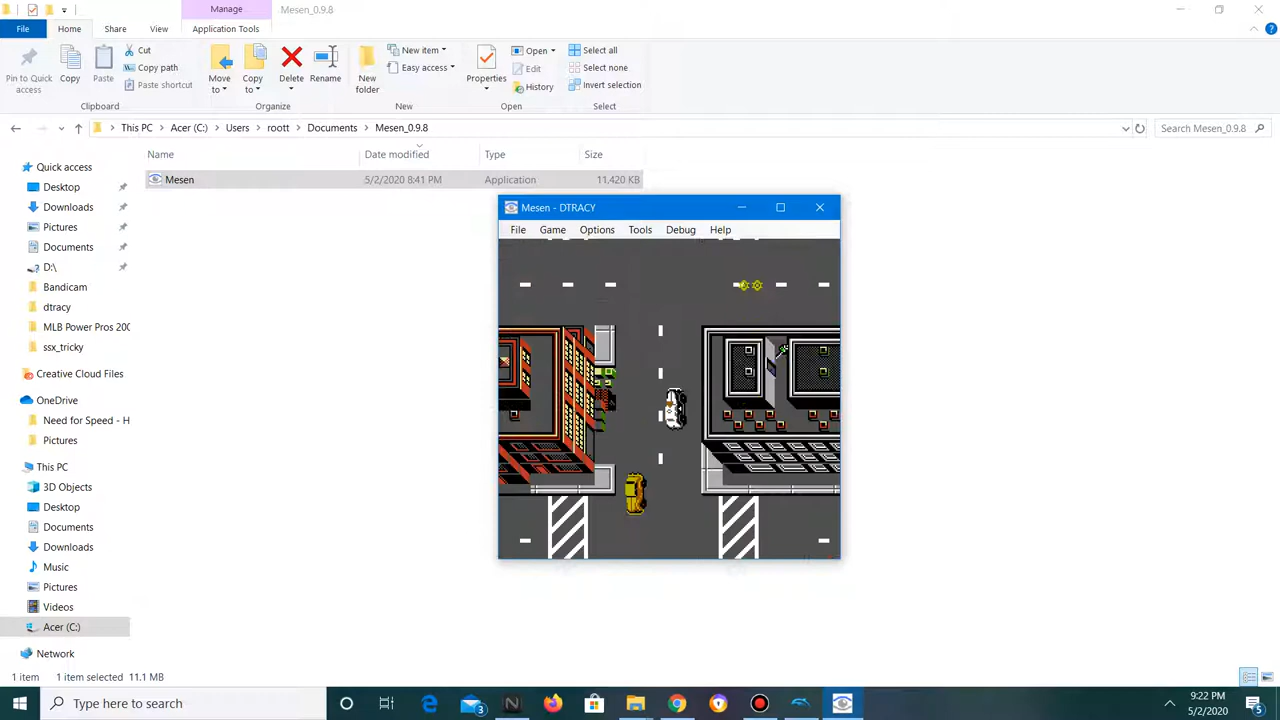 Manage
Mesen_0.9.8
File
Home
Share
View
Application Tools
Pin to Quick access
Copy
Paste
Cut
Copy path
Paste shortcut
Clipboard
Move to
Copy to
Delete
Rename
Organize
New folder
New item
Easy access
New
Properties
Open
Edit
History
Open
Select all
Select none
Invert selection
Select
This PC
Acer (C:)
Users
roott
Documents
Mesen_0.9.8
Search Mesen_0.9.8
Name
Date modified
Type
Size
Mesen
5/2/2020 8:41 PM
Application
11,420 KB
Quick access
Desktop
Downloads
Pictures
Documents
D:\
Bandicam
dtracy
MLB Power Pros 200
ssx_tricky
Creative Cloud Files
OneDrive
Need for Speed - H
Pictures
This PC
3D Objects
Desktop
Documents
Downloads
Music
Pictures
Videos
Acer (C:)
Network
Mesen - DTRACY
File
Game
Options
Tools
Debug
Help
1 item
1 item selected
11.1 MB
Type here to search
3
9:22 PM
5/2/2020
5